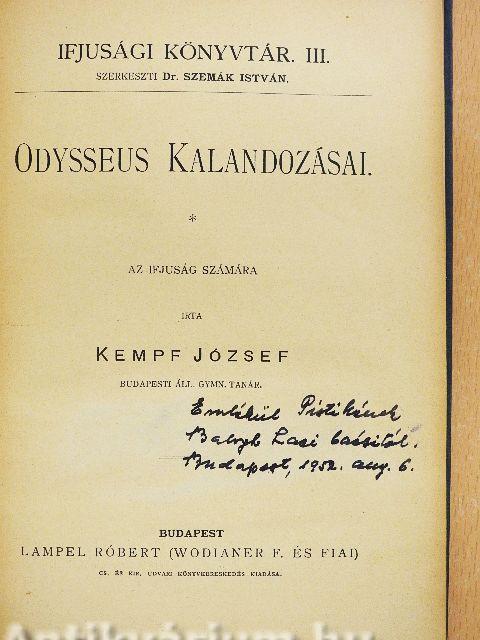 IFJUSÁGI KÖNYVTÁR. III.
SZERKESZTI Dr. SZEMÁK ISTVÁN.
ODYSSEUS KALANDOZÁSAI.
*
AZ IFJUSÁG SZÁMÁRA
IRTA
KEMPF JÓZSEF
BUDAPESTI ÁLL. GYMN. TANÁR.
Emlékül Pistikének
Balogh Laci bácsitól.
Budapest, 1952. aug. 6.
BUDAPEST
LAMPEL RÓBERT (WODIANER F. ÉS FIAI)
CS. ÉS KIR. UDVARI KÖNYVKERESKEDÉS KIADÁSA.
Antikvárium.hu